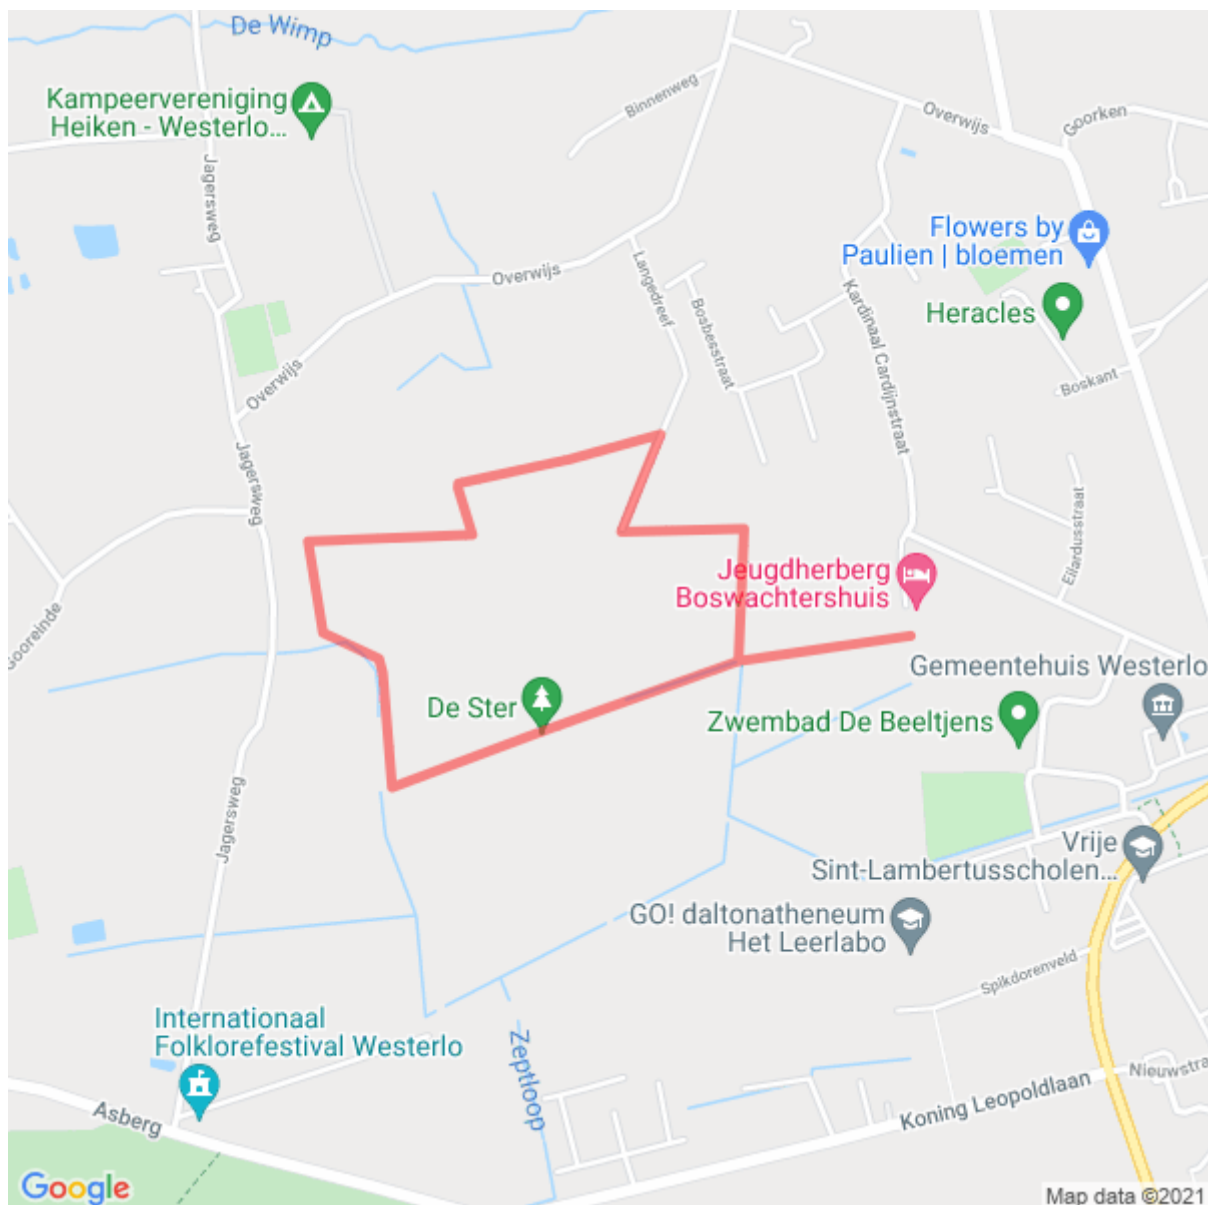 De Wimp
Kampeervereniging
Heiken - Westerlo...
Binnenweg
Overwijs
Goorken
Jagersweg
Flowers by
Paulien | bloemen
Overwijs
Langedreef
Bosbesstraat
Kardinaal Cardijnstraat
Heracles
Boskant
Overwijs
Jagersweg
Eilardusstraat
Gooreinde
Jeugdherberg
Boswachtershuis
Gemeentehuis Westerlo
De Ster
Zwembad De Beeltjens
Jagersweg
Vrije
Sint-Lambertusscholen...
GO! daltonatheneum
Het Leerlabo
Spikdorenveld
Internationaal
Folklorefestival Westerlo
Zeptloop
Nieuwstra
Koning Leopoldlaan
Asberg
Google
Map data ©2021